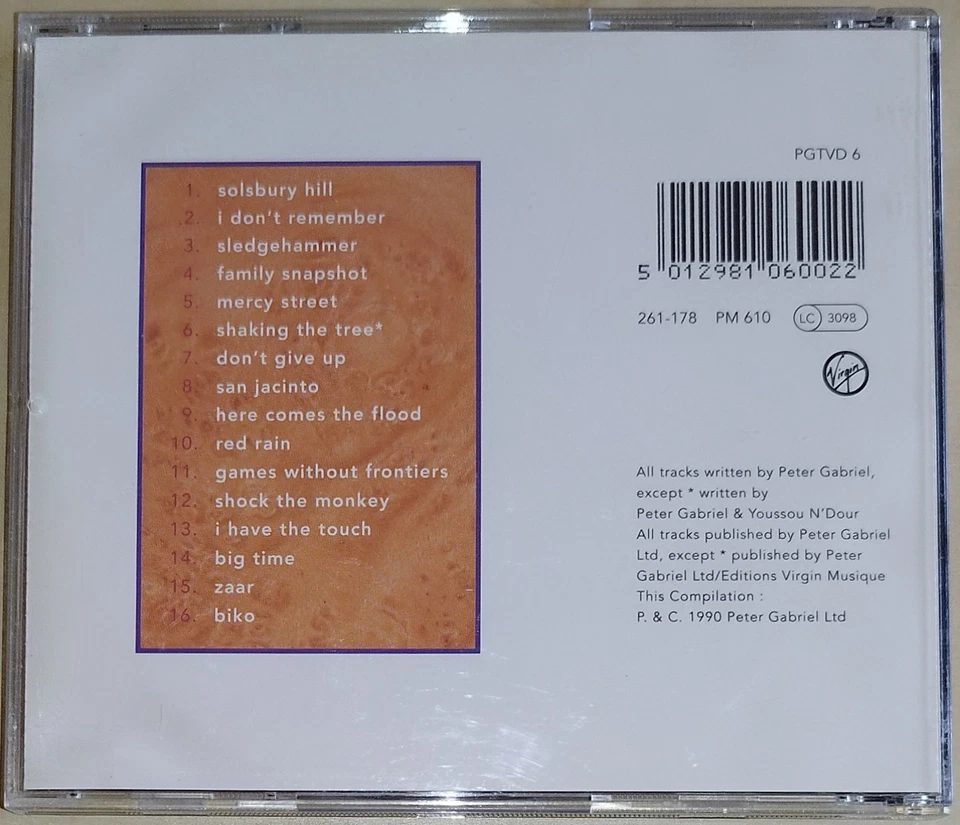 1. solsbury hill
2. i don't remember
3. sledgehammer
4. family snapshot
5. mercy street
6. shaking the tree*
7. don't give up
8. san jacinto
9. here comes the flood
10. red rain
11. games without frontiers
12. shock the monkey
13. i have the touch
14. big time
15. zaar
16. biko
PGTVD 6
5 012981 060022
261-178 PM 610 LC 3098
Virgin
All tracks written by Peter Gabriel,
except * written by
Peter Gabriel & Youssou N'Dour
All tracks published by Peter Gabriel
Ltd, except * published by Peter
Gabriel Ltd/Editions Virgin Musique
This Compilation :
P. & C. 1990 Peter Gabriel Ltd